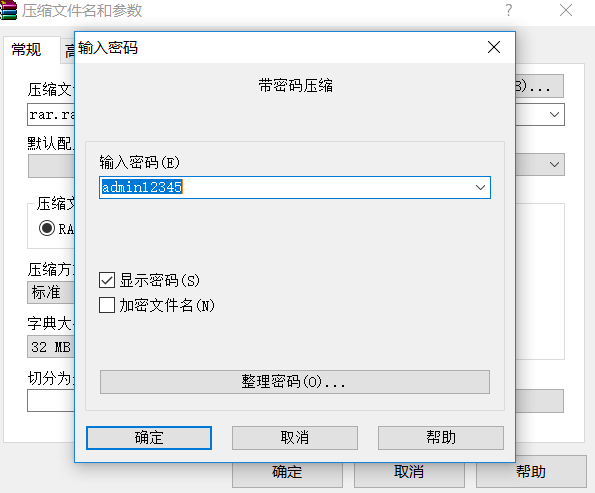 压缩文件名和参数
?
输入密码
常规
高
带密码压缩
压缩文
B)...
rar.ra
默认配
输入密码(E)
admin12345
压缩文
RA
压缩方
显示密码(S)
标准
加密文件名(N)
字典大
32 MB
切分为
整理密码(O)...
确定
取消
帮助
确定
取消
帮助